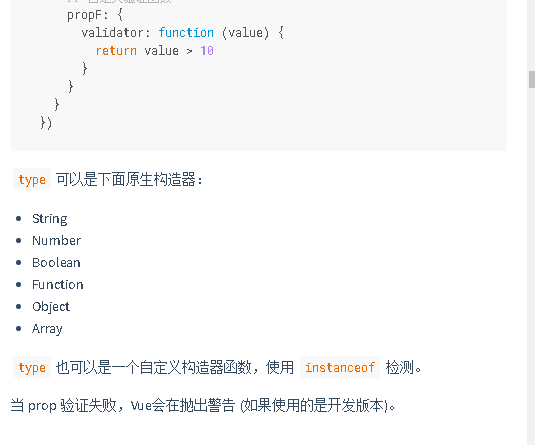 propF: {
validator: function (value) {
return value > 10
}
}
}
})
type 可以是下面原生构造器：
String
Number
Boolean
Function
Object
Array
type 也可以是一个自定义构造器函数，使用 instanceof 检测。
当 prop 验证失败，Vue会在抛出警告 (如果使用的是开发版本)。